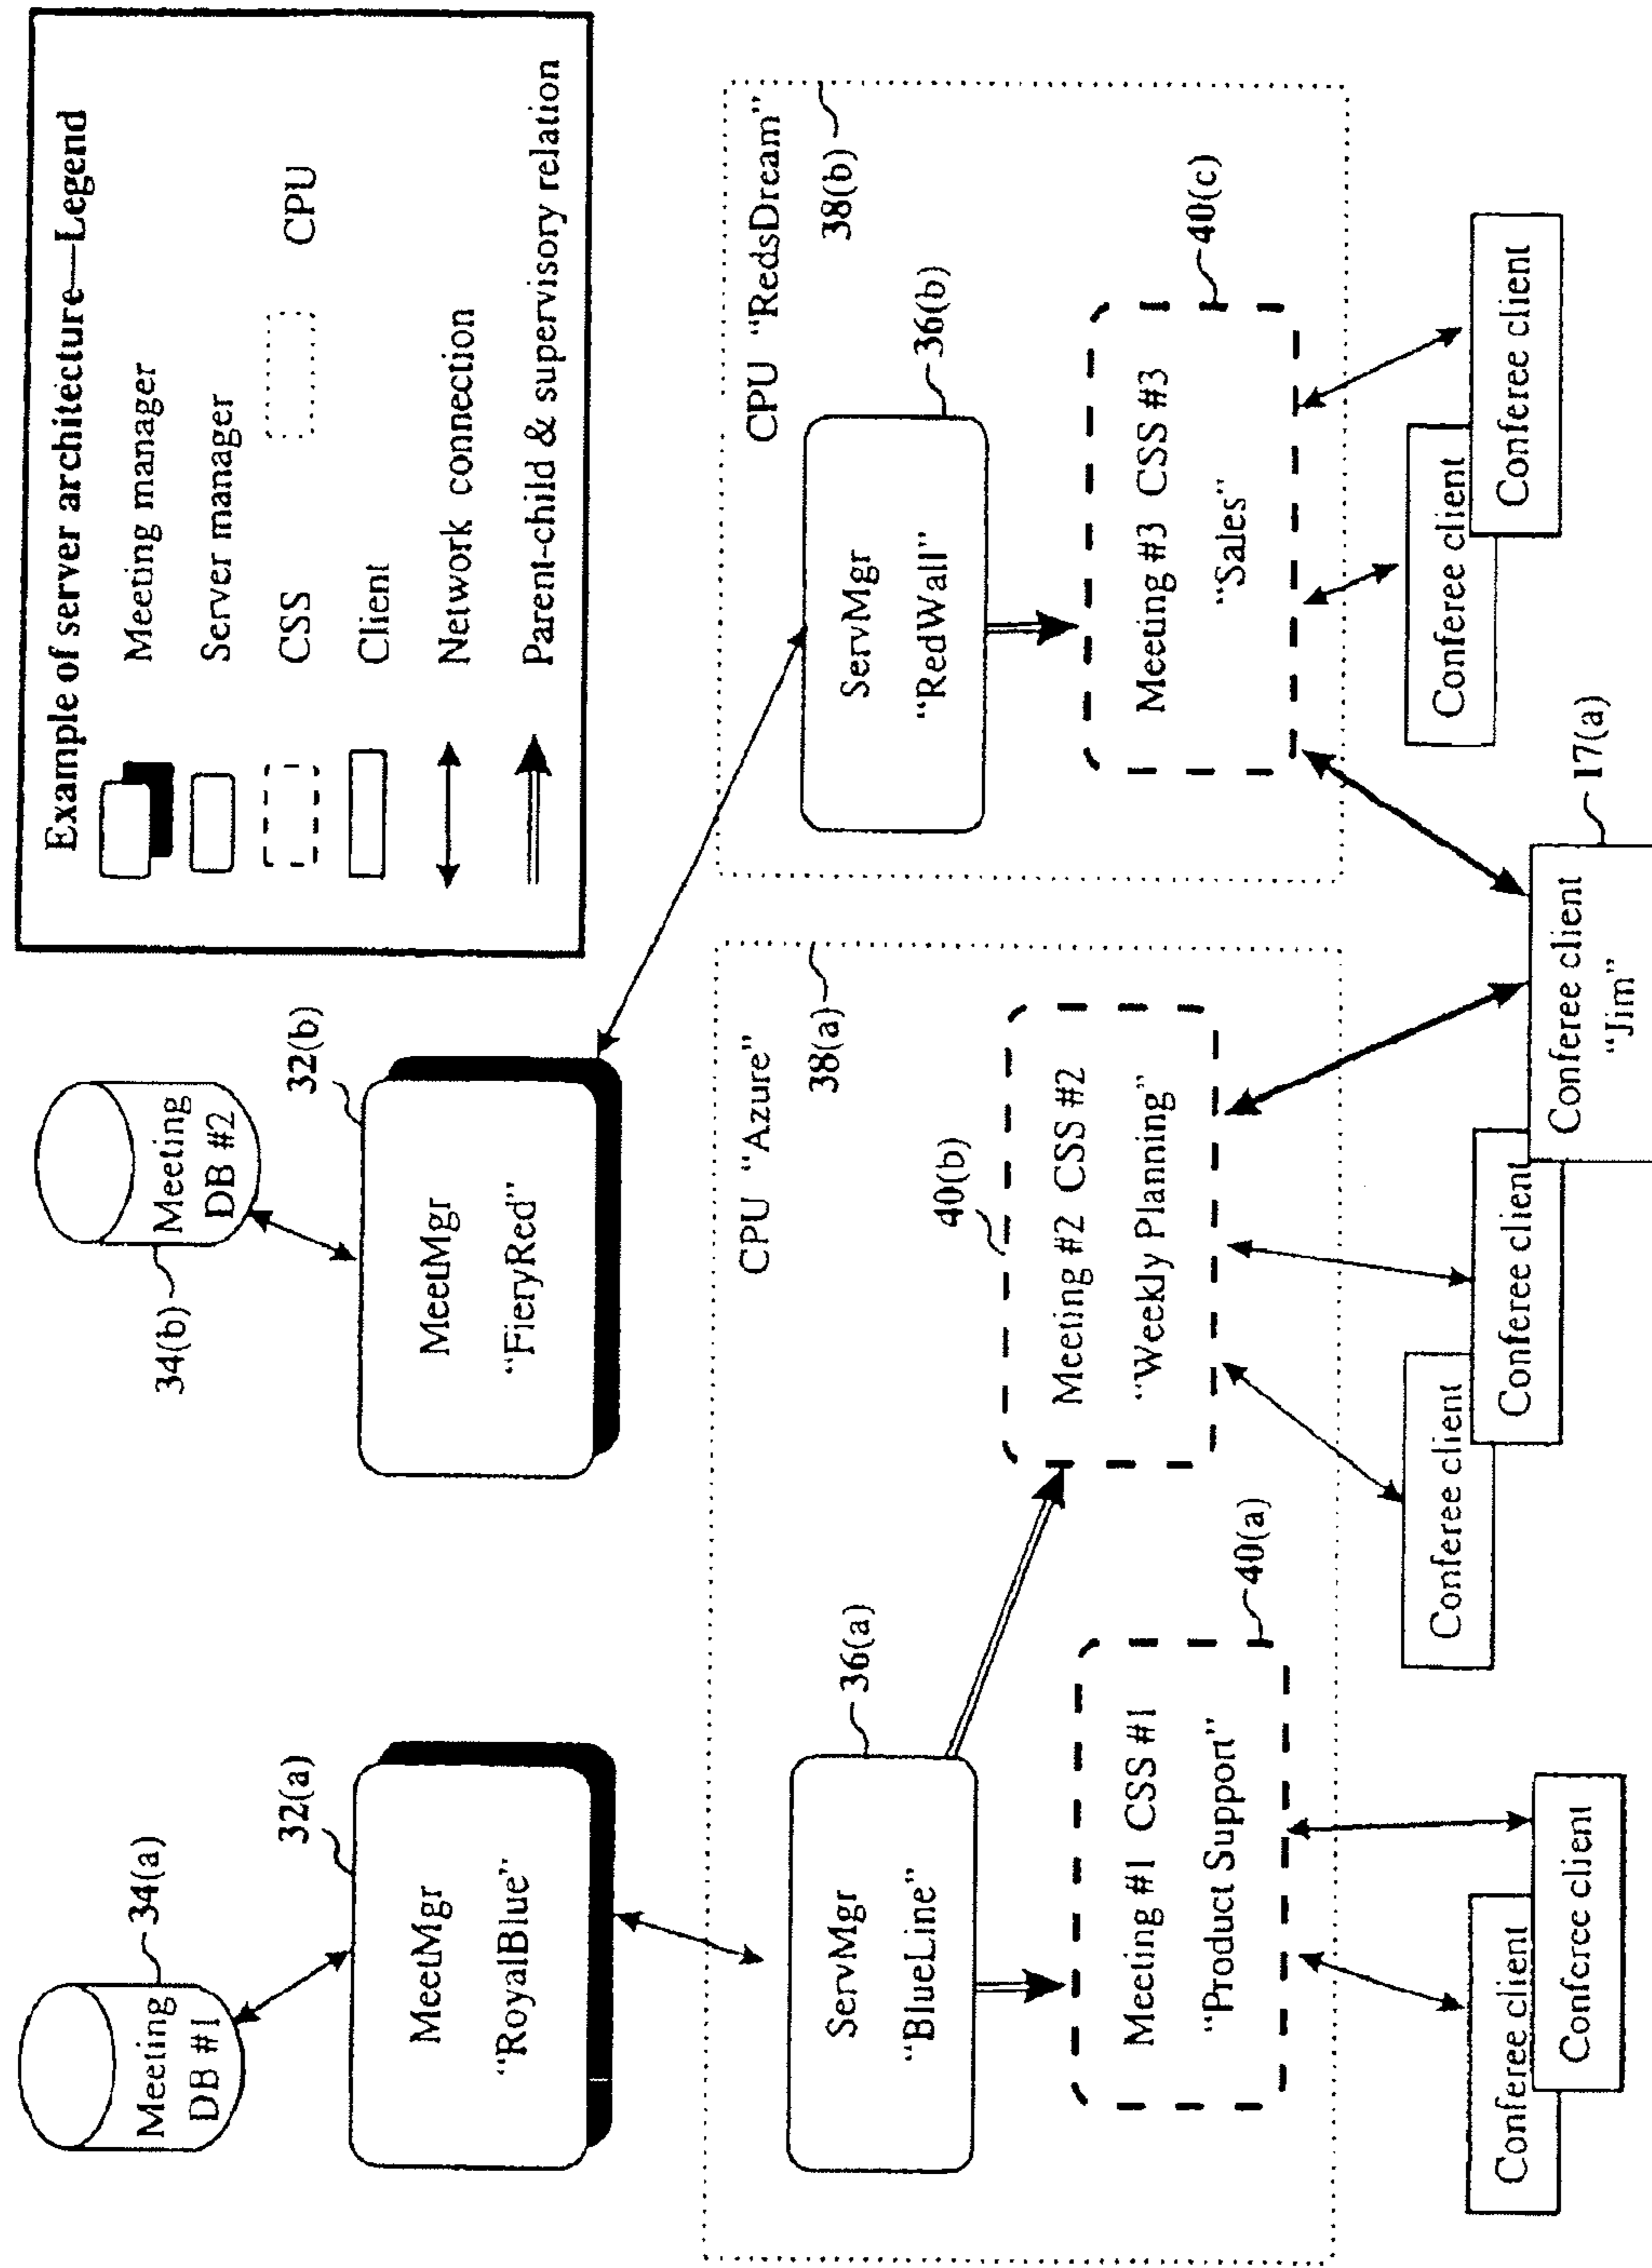 Example of server architecture—Legend
Meeting manager
Server manager
CSS
CPU
Client
Network connection
Parent-child & supervisory relation
34(a)
Meeting
DB #1
32(a)
MeetMgr
“RoyalBlue”
34(b)
Meeting
DB #2
32(b)
MeetMgr
“FieryRed”
CPU “Azure”
38(a)
ServMgr
“BlueLine”
36(a)
Meeting #1 CSS #1
“Product Support”
40(a)
40(b)
Meeting #2 CSS #2
“Weekly Planning”
CPU “RedsDream”
38(b)
ServMgr
“RedWall”
36(b)
Meeting #3 CSS #3
“Sales”
40(c)
Conferee client
Conferee client
Conferee client
Conferee client
Conferee client
“Jim”
17(a)
Conferee client
Conferee client